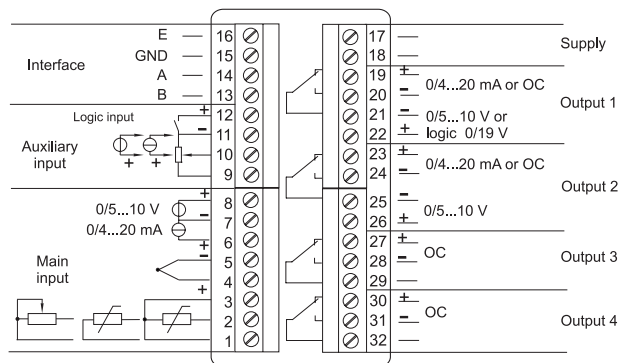 E — 16
GND — 15
Interface
A — 14
B — 13
Logic input
+ 12
− 11
Auxiliary
input
+ + 10
9
+ 8
0/5...10 V
− 7
0/4...20 mA
+ 6
− 5
Main
input
4
+ 3
2
1
17 —
Supply
18 —
19 +
0/4...20 mA or OC
20 −
Output 1
21 −
0/5...10 V or
22 +
logic 0/19 V
23 +
0/4...20 mA or OC
24 −
Output 2
25 −
0/5...10 V
26 +
27 +
OC
28 −
Output 3
29 —
30 +
OC
31 −
Output 4
32 —